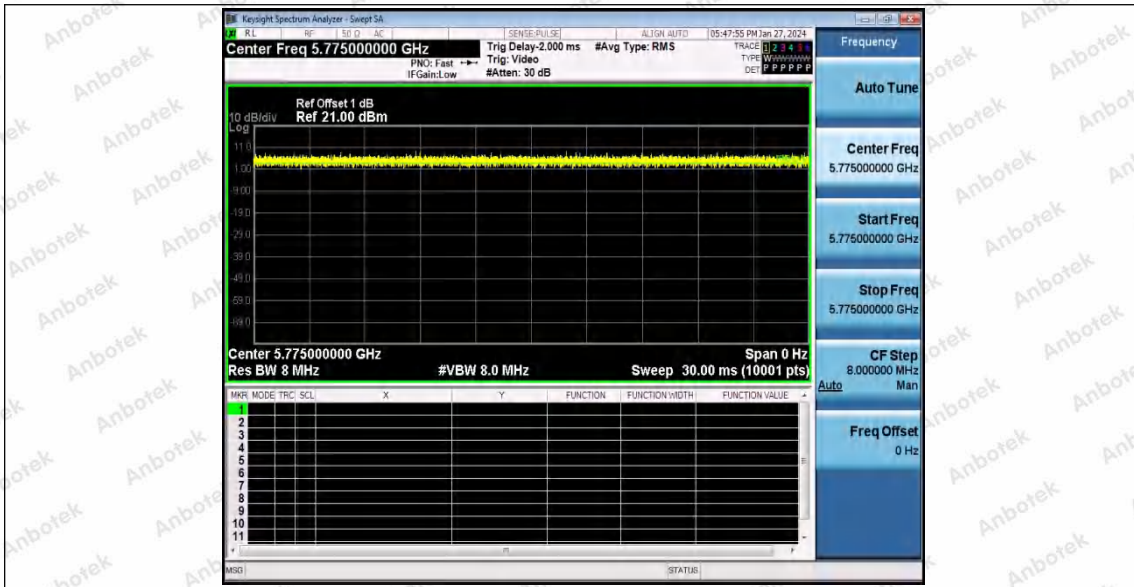 Keysight Spectrum Analyzer - Swept SA
RL RF 50 Ω AC SENSE:PULSE ALIGN AUTO 05:47:55 PM Jan 27, 2024
Center Freq 5.775000000 GHz
PNO: Fast
IFGain:Low
Trig Delay-2.000 ms
Trig: Video
#Atten: 30 dB
#Avg Type: RMS
TRACE 1 2 3 4 5 6
TYPE W
DET P P P P P P
Ref Offset 1 dB
10 dB/div Ref 21.00 dBm
Log
11.0
1.00
-9.00
-19.0
-29.0
-39.0
-49.0
-59.0
-69.0
Center 5.775000000 GHz Span 0 Hz
Res BW 8 MHz #VBW 8.0 MHz Sweep 30.00 ms (10001 pts)
MKR MODE TRC SCL X Y FUNCTION FUNCTION WIDTH FUNCTION VALUE
1
2
3
4
5
6
7
8
9
10
11
MSG STATUS
Frequency
Auto Tune
Center Freq
5.775000000 GHz
Start Freq
5.775000000 GHz
Stop Freq
5.775000000 GHz
CF Step
8.000000 MHz
Auto Man
Freq Offset
0 Hz
Anbotek